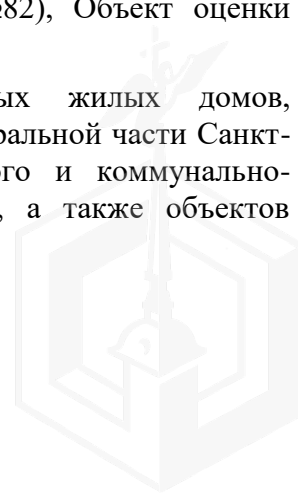 82), Объект оценки
ых жилых домов,
ральной части Санкт-
го и коммунально-
, а также объектов